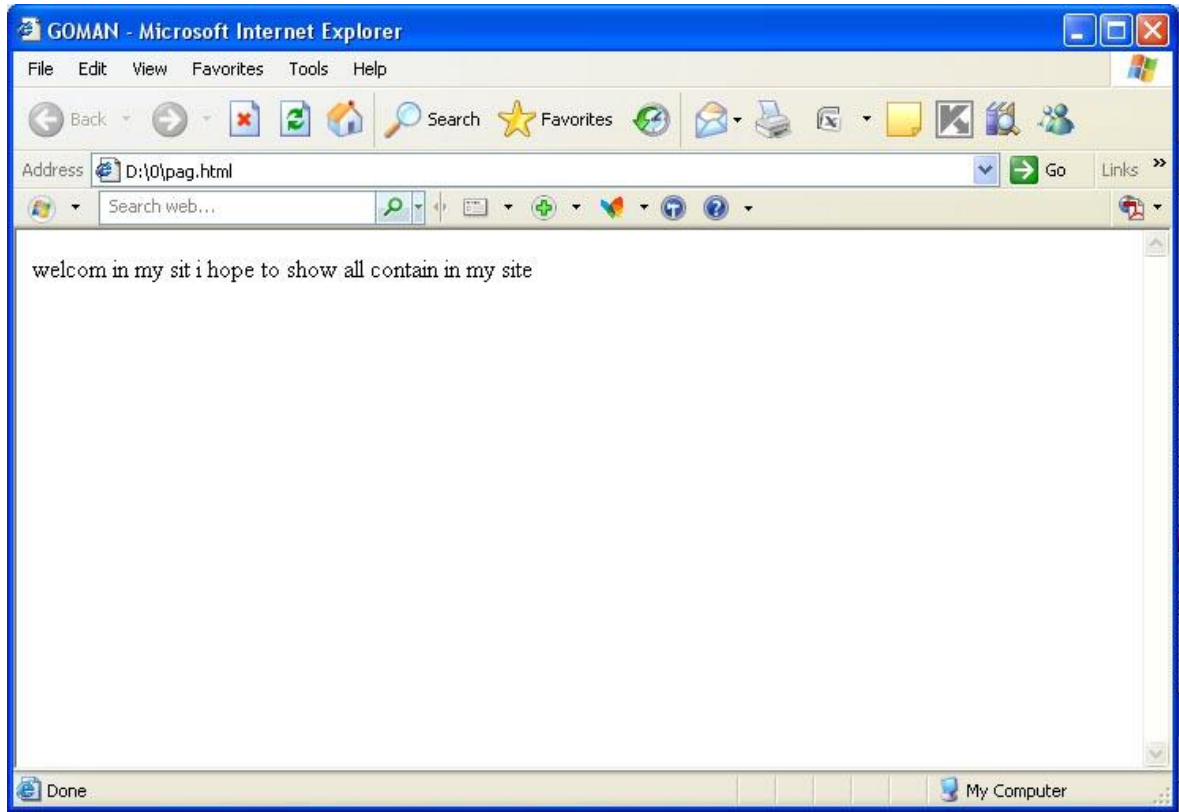 GOMAN - Microsoft Internet Explorer
File Edit View Favorites Tools Help
Back Search Favorites
Address D:\0\pag.html Go Links »
Search web...
welcom in my sit i hope to show all contain in my site
Done My Computer